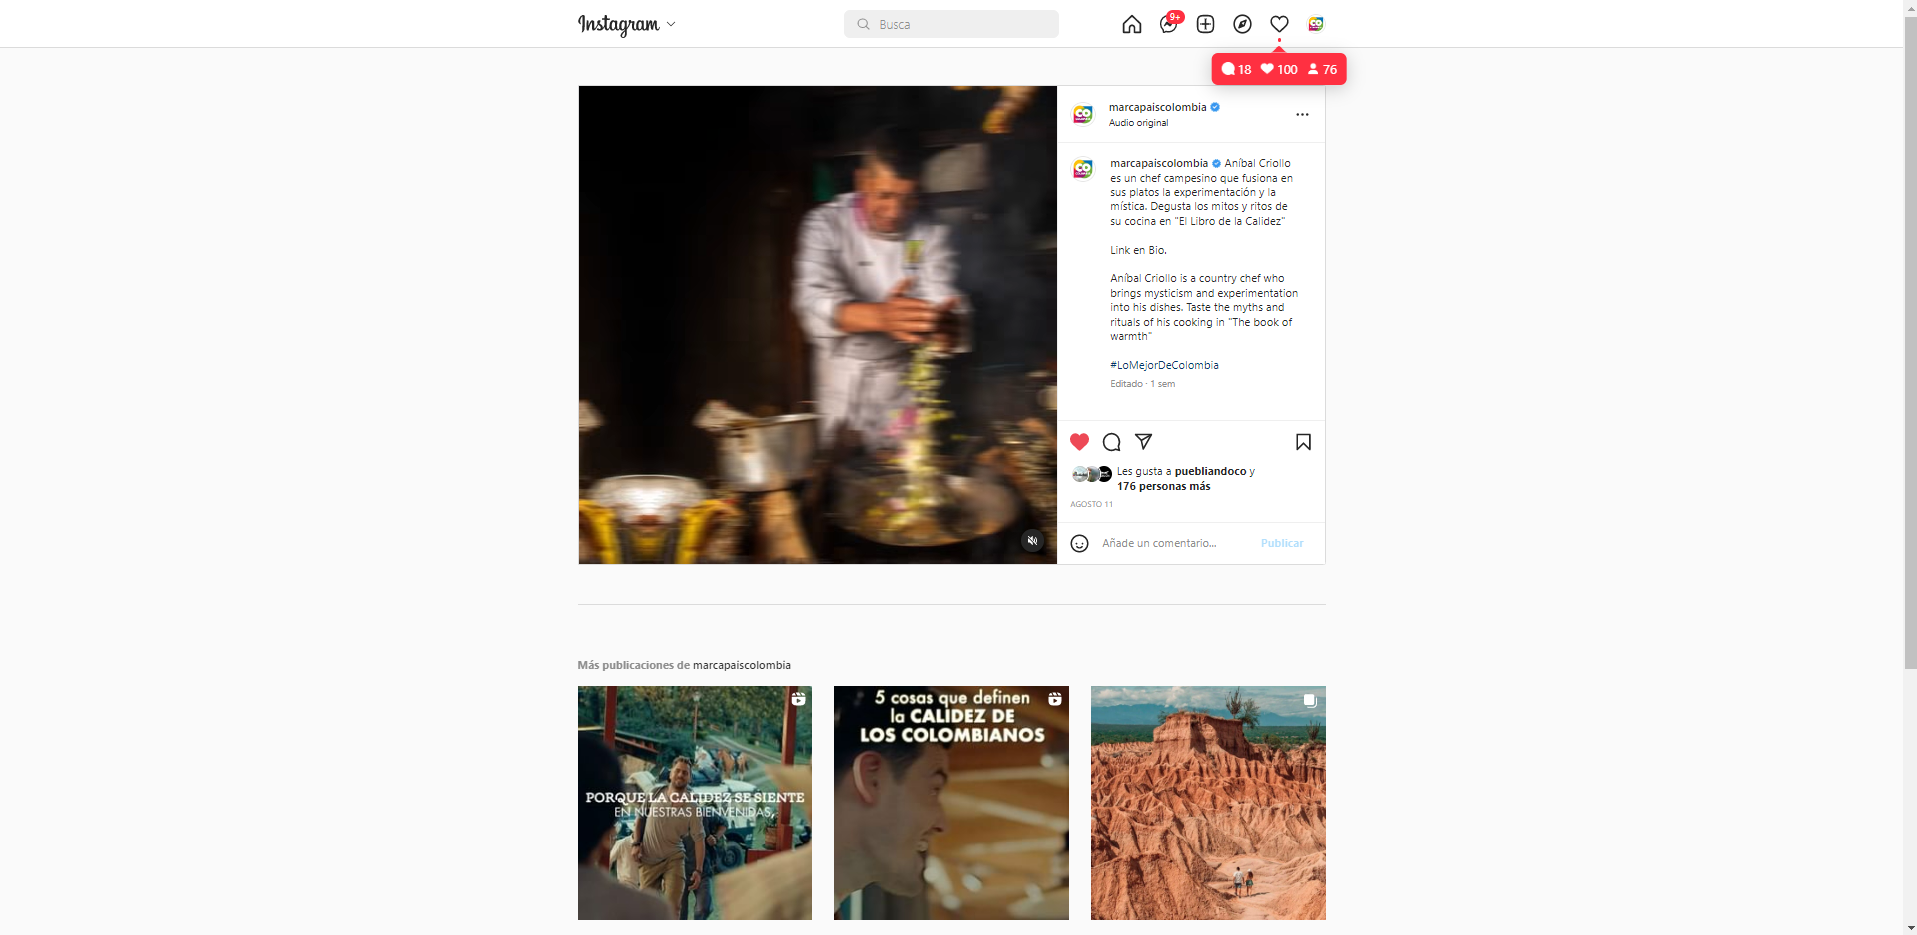 Instagram
Busca
9+
18 100 76
marcapaiscolombia
Audio original
marcapaiscolombia Aníbal Criollo
es un chef campesino que fusiona en
sus platos la experimentación y la
mística. Degusta los mitos y ritos de
su cocina en "El Libro de la Calidez"
Link en Bio.
Aníbal Criollo is a country chef who
brings mysticism and experimentation
into his dishes. Taste the myths and
rituals of his cooking in "The book of
warmth"
#LoMejorDeColombia
Editado · 1 sem
Les gusta a puebliandoco y
176 personas más
AGOSTO 11
Añade un comentario...
Publicar
Más publicaciones de marcapaiscolombia
PORQUE LA CALIDEZ SE SIENTE
EN NUESTRAS BIENVENIDAS,
5 cosas que definen
la CALIDEZ DE
LOS COLOMBIANOS